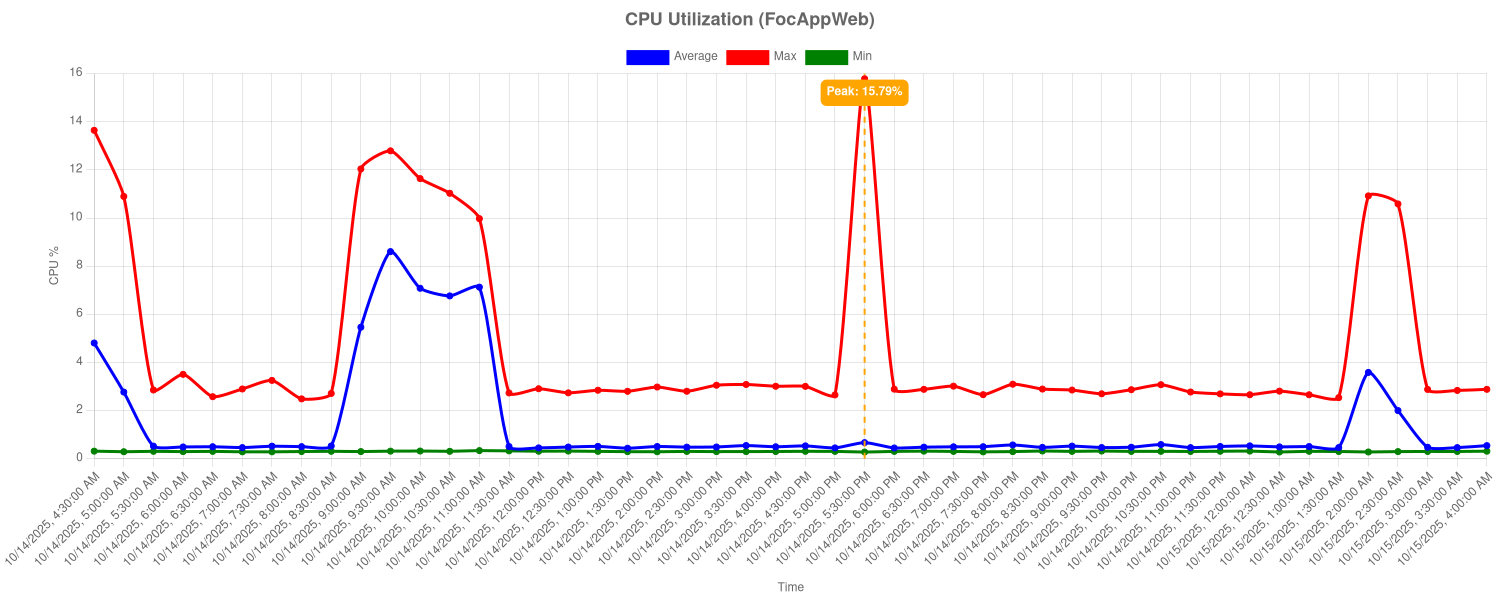 CPU Utilization (FocAppWeb)
Average Max Min
Peak: 15.79%
16
14
12
10
8
6
4
2
0
CPU %
10/14/2025, 4:30:00 AM
10/14/2025, 5:00:00 AM
10/14/2025, 5:30:00 AM
10/14/2025, 6:00:00 AM
10/14/2025, 6:30:00 AM
10/14/2025, 7:00:00 AM
10/14/2025, 7:30:00 AM
10/14/2025, 8:00:00 AM
10/14/2025, 8:30:00 AM
10/14/2025, 9:00:00 AM
10/14/2025, 9:30:00 AM
10/14/2025, 10:00:00 AM
10/14/2025, 10:30:00 AM
10/14/2025, 11:00:00 AM
10/14/2025, 11:30:00 AM
10/14/2025, 12:00:00 PM
10/14/2025, 12:30:00 PM
10/14/2025, 1:00:00 PM
10/14/2025, 1:30:00 PM
10/14/2025, 2:00:00 PM
10/14/2025, 2:30:00 PM
10/14/2025, 3:00:00 PM
10/14/2025, 3:30:00 PM
10/14/2025, 4:00:00 PM
10/14/2025, 4:30:00 PM
10/14/2025, 5:00:00 PM
10/14/2025, 5:30:00 PM
10/14/2025, 6:00:00 PM
10/14/2025, 6:30:00 PM
10/14/2025, 7:00:00 PM
10/14/2025, 7:30:00 PM
10/14/2025, 8:00:00 PM
10/14/2025, 8:30:00 PM
10/14/2025, 9:00:00 PM
10/14/2025, 9:30:00 PM
10/14/2025, 10:00:00 PM
10/14/2025, 10:30:00 PM
10/14/2025, 11:00:00 PM
10/14/2025, 11:30:00 PM
10/15/2025, 12:00:00 AM
10/15/2025, 12:30:00 AM
10/15/2025, 1:00:00 AM
10/15/2025, 1:30:00 AM
10/15/2025, 2:00:00 AM
10/15/2025, 2:30:00 AM
10/15/2025, 3:00:00 AM
10/15/2025, 3:30:00 AM
10/15/2025, 4:00:00 AM
Time